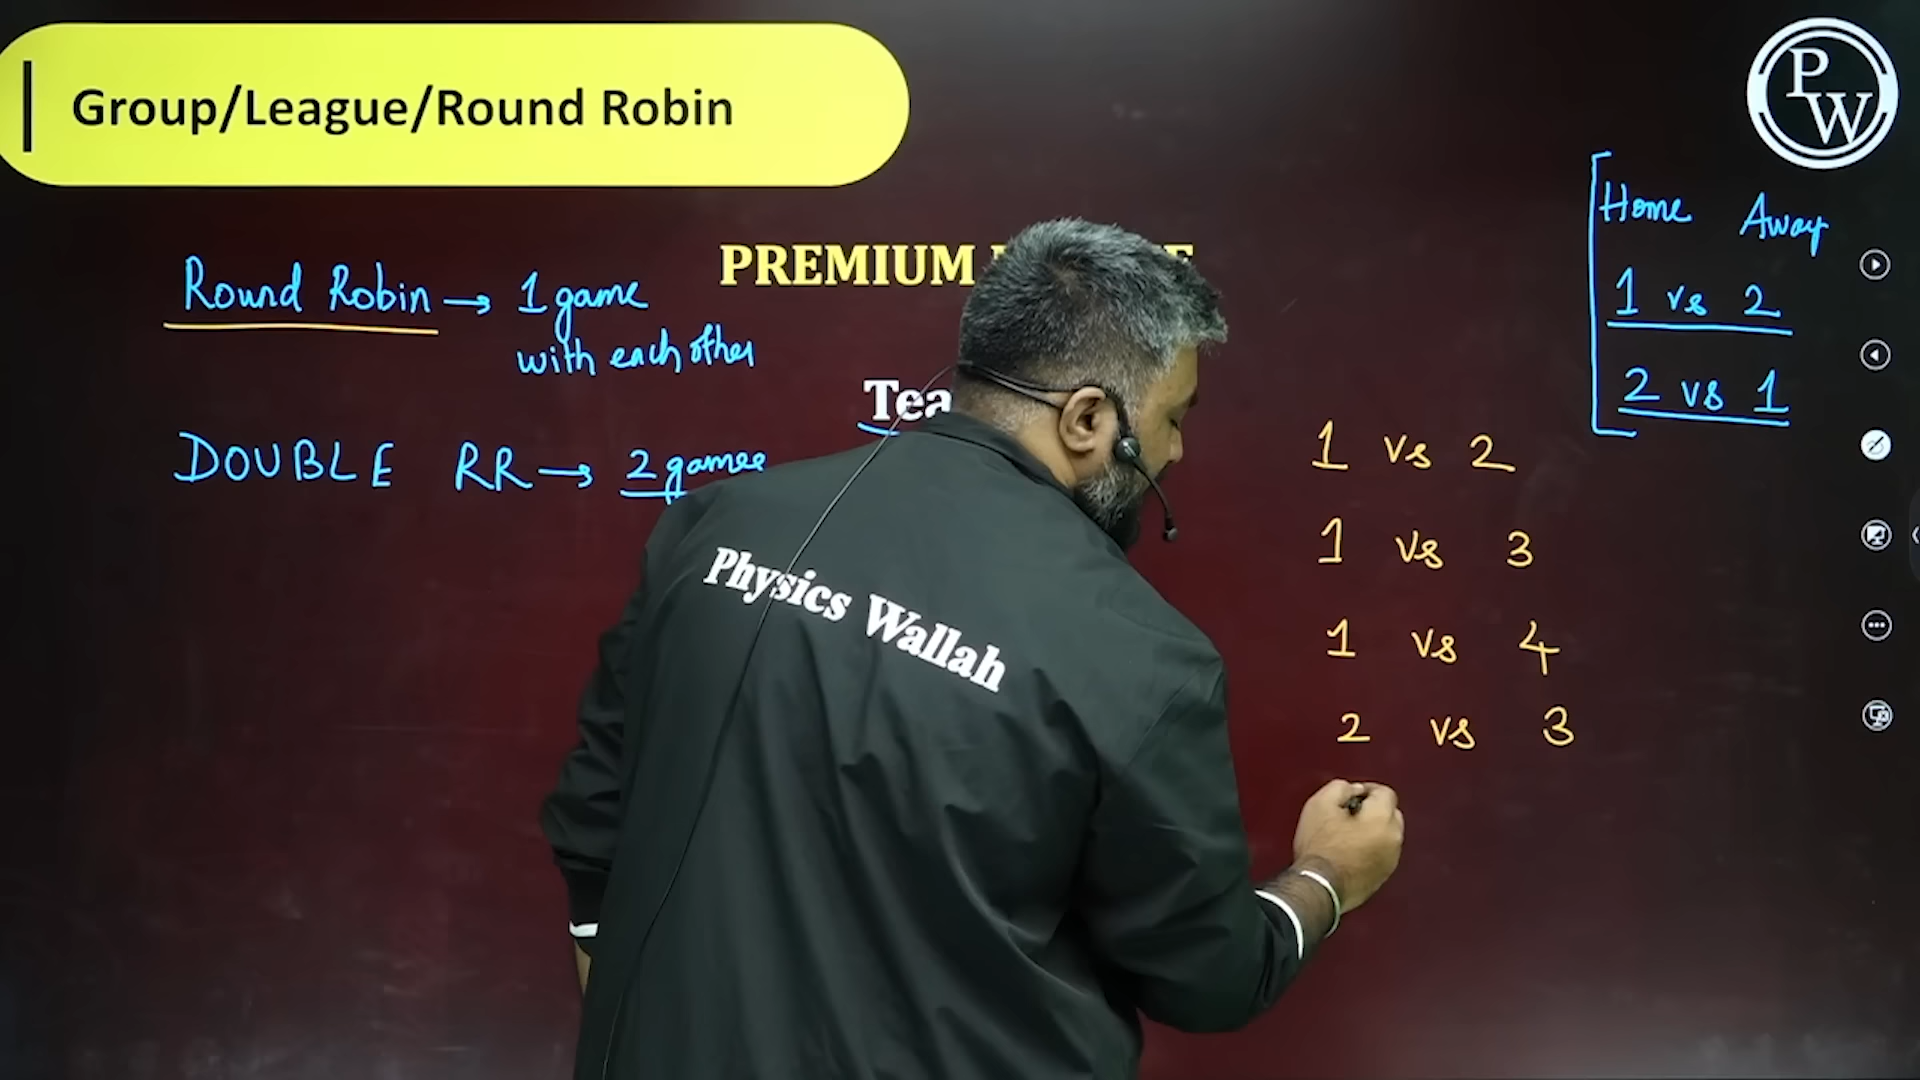 Group/League/Round Robin
P
W
Home Away
1 vs 2
2 vs 1
PREMIUM
Round Robin → 1 game
with each other
DOUBLE RR → 2 games
1 vs 2
1 vs 3
1 vs 4
2 vs 3
Physics Wallah